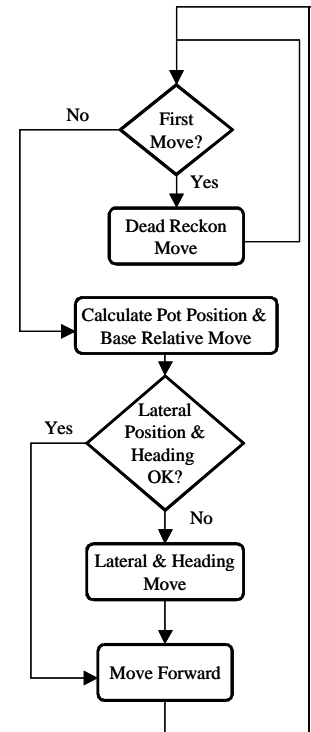 First
Move?
No
Yes
Dead Reckon
Move
Calculate Pot Position &
Base Relative Move
Lateral
Position &
Heading
OK?
Yes
No
Lateral & Heading
Move
Move Forward